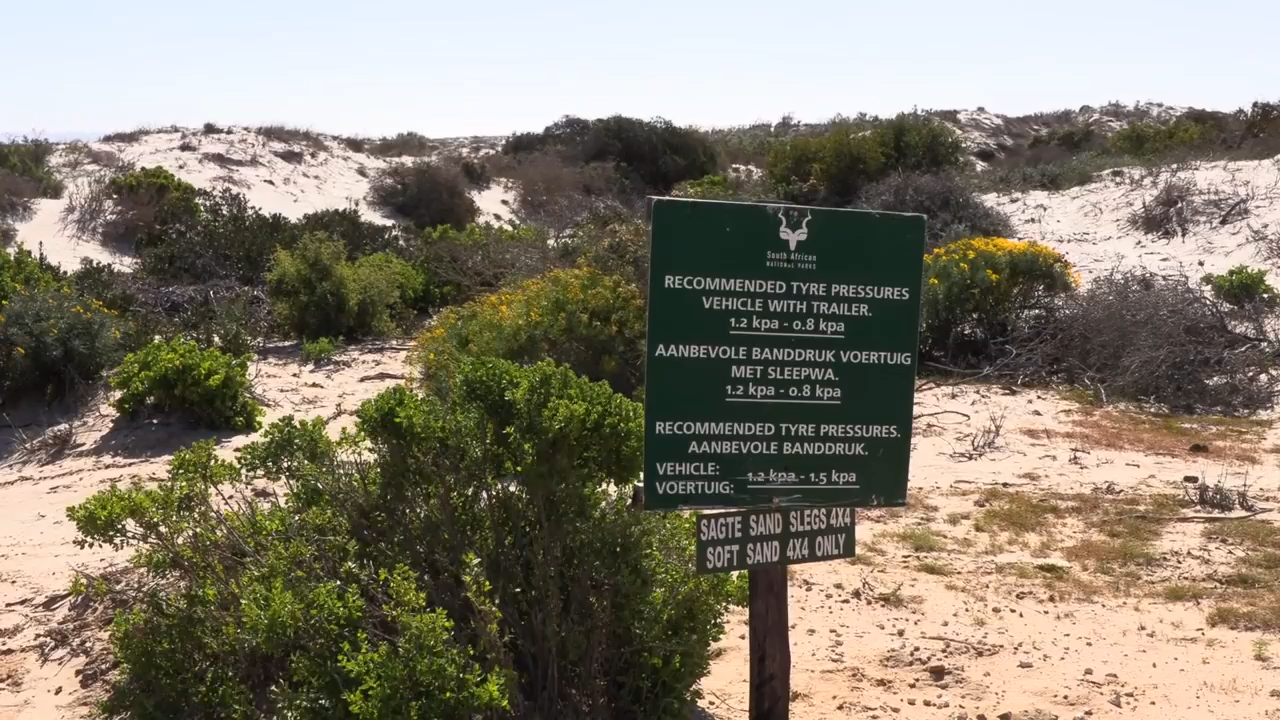 South African
NATIONAL PARKS
RECOMMENDED TYRE PRESSURES
VEHICLE WITH TRAILER.
1.2 kpa - 0.8 kpa
AANBEVOLE BANDDRUK VOERTUIG
MET SLEEPWA.
1.2 kpa - 0.8 kpa
RECOMMENDED TYRE PRESSURES.
AANBEVOLE BANDDRUK.
VEHICLE:
VOERTUIG: 1.2 kpa - 1.5 kpa
SAGTE SAND SLEGS 4X4
SOFT SAND 4X4 ONLY